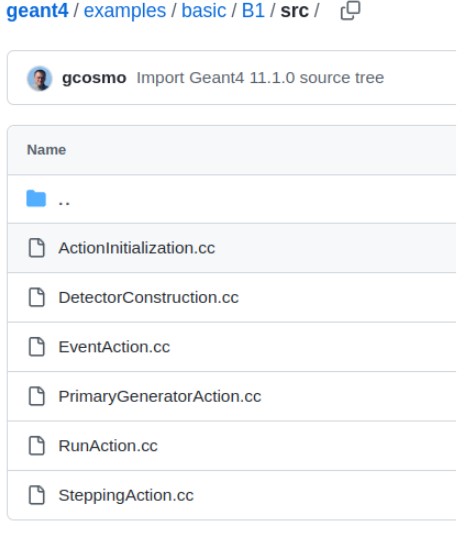 geant4 / examples / basic / B1 / src /
gcosmo Import Geant4 11.1.0 source tree
Name
..
ActionInitialization.cc
DetectorConstruction.cc
EventAction.cc
PrimaryGeneratorAction.cc
RunAction.cc
SteppingAction.cc